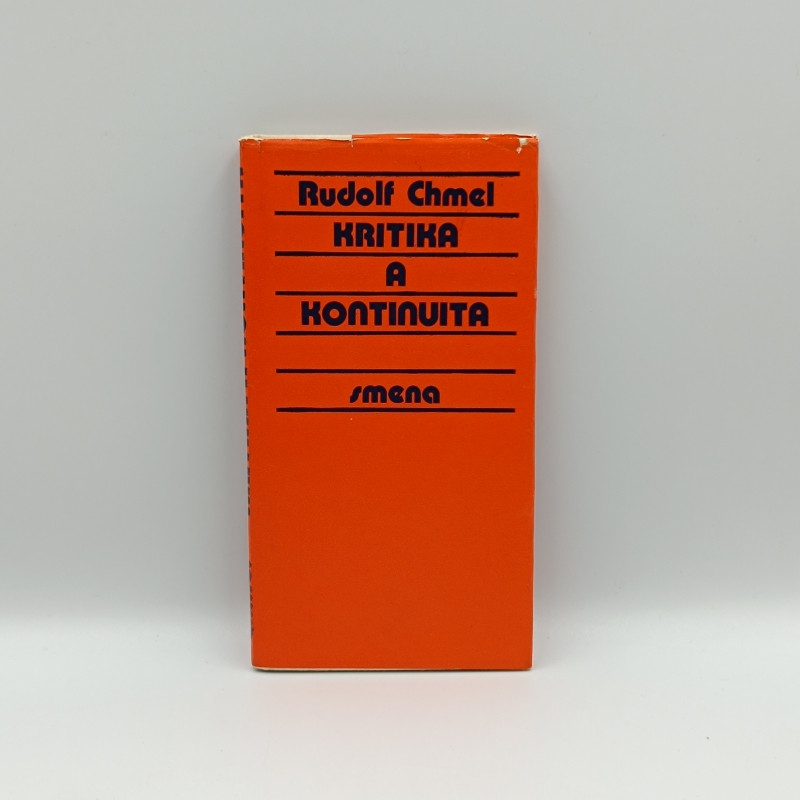 Rudolf Chmel
KRITIKA
A
KONTINUITA
smena